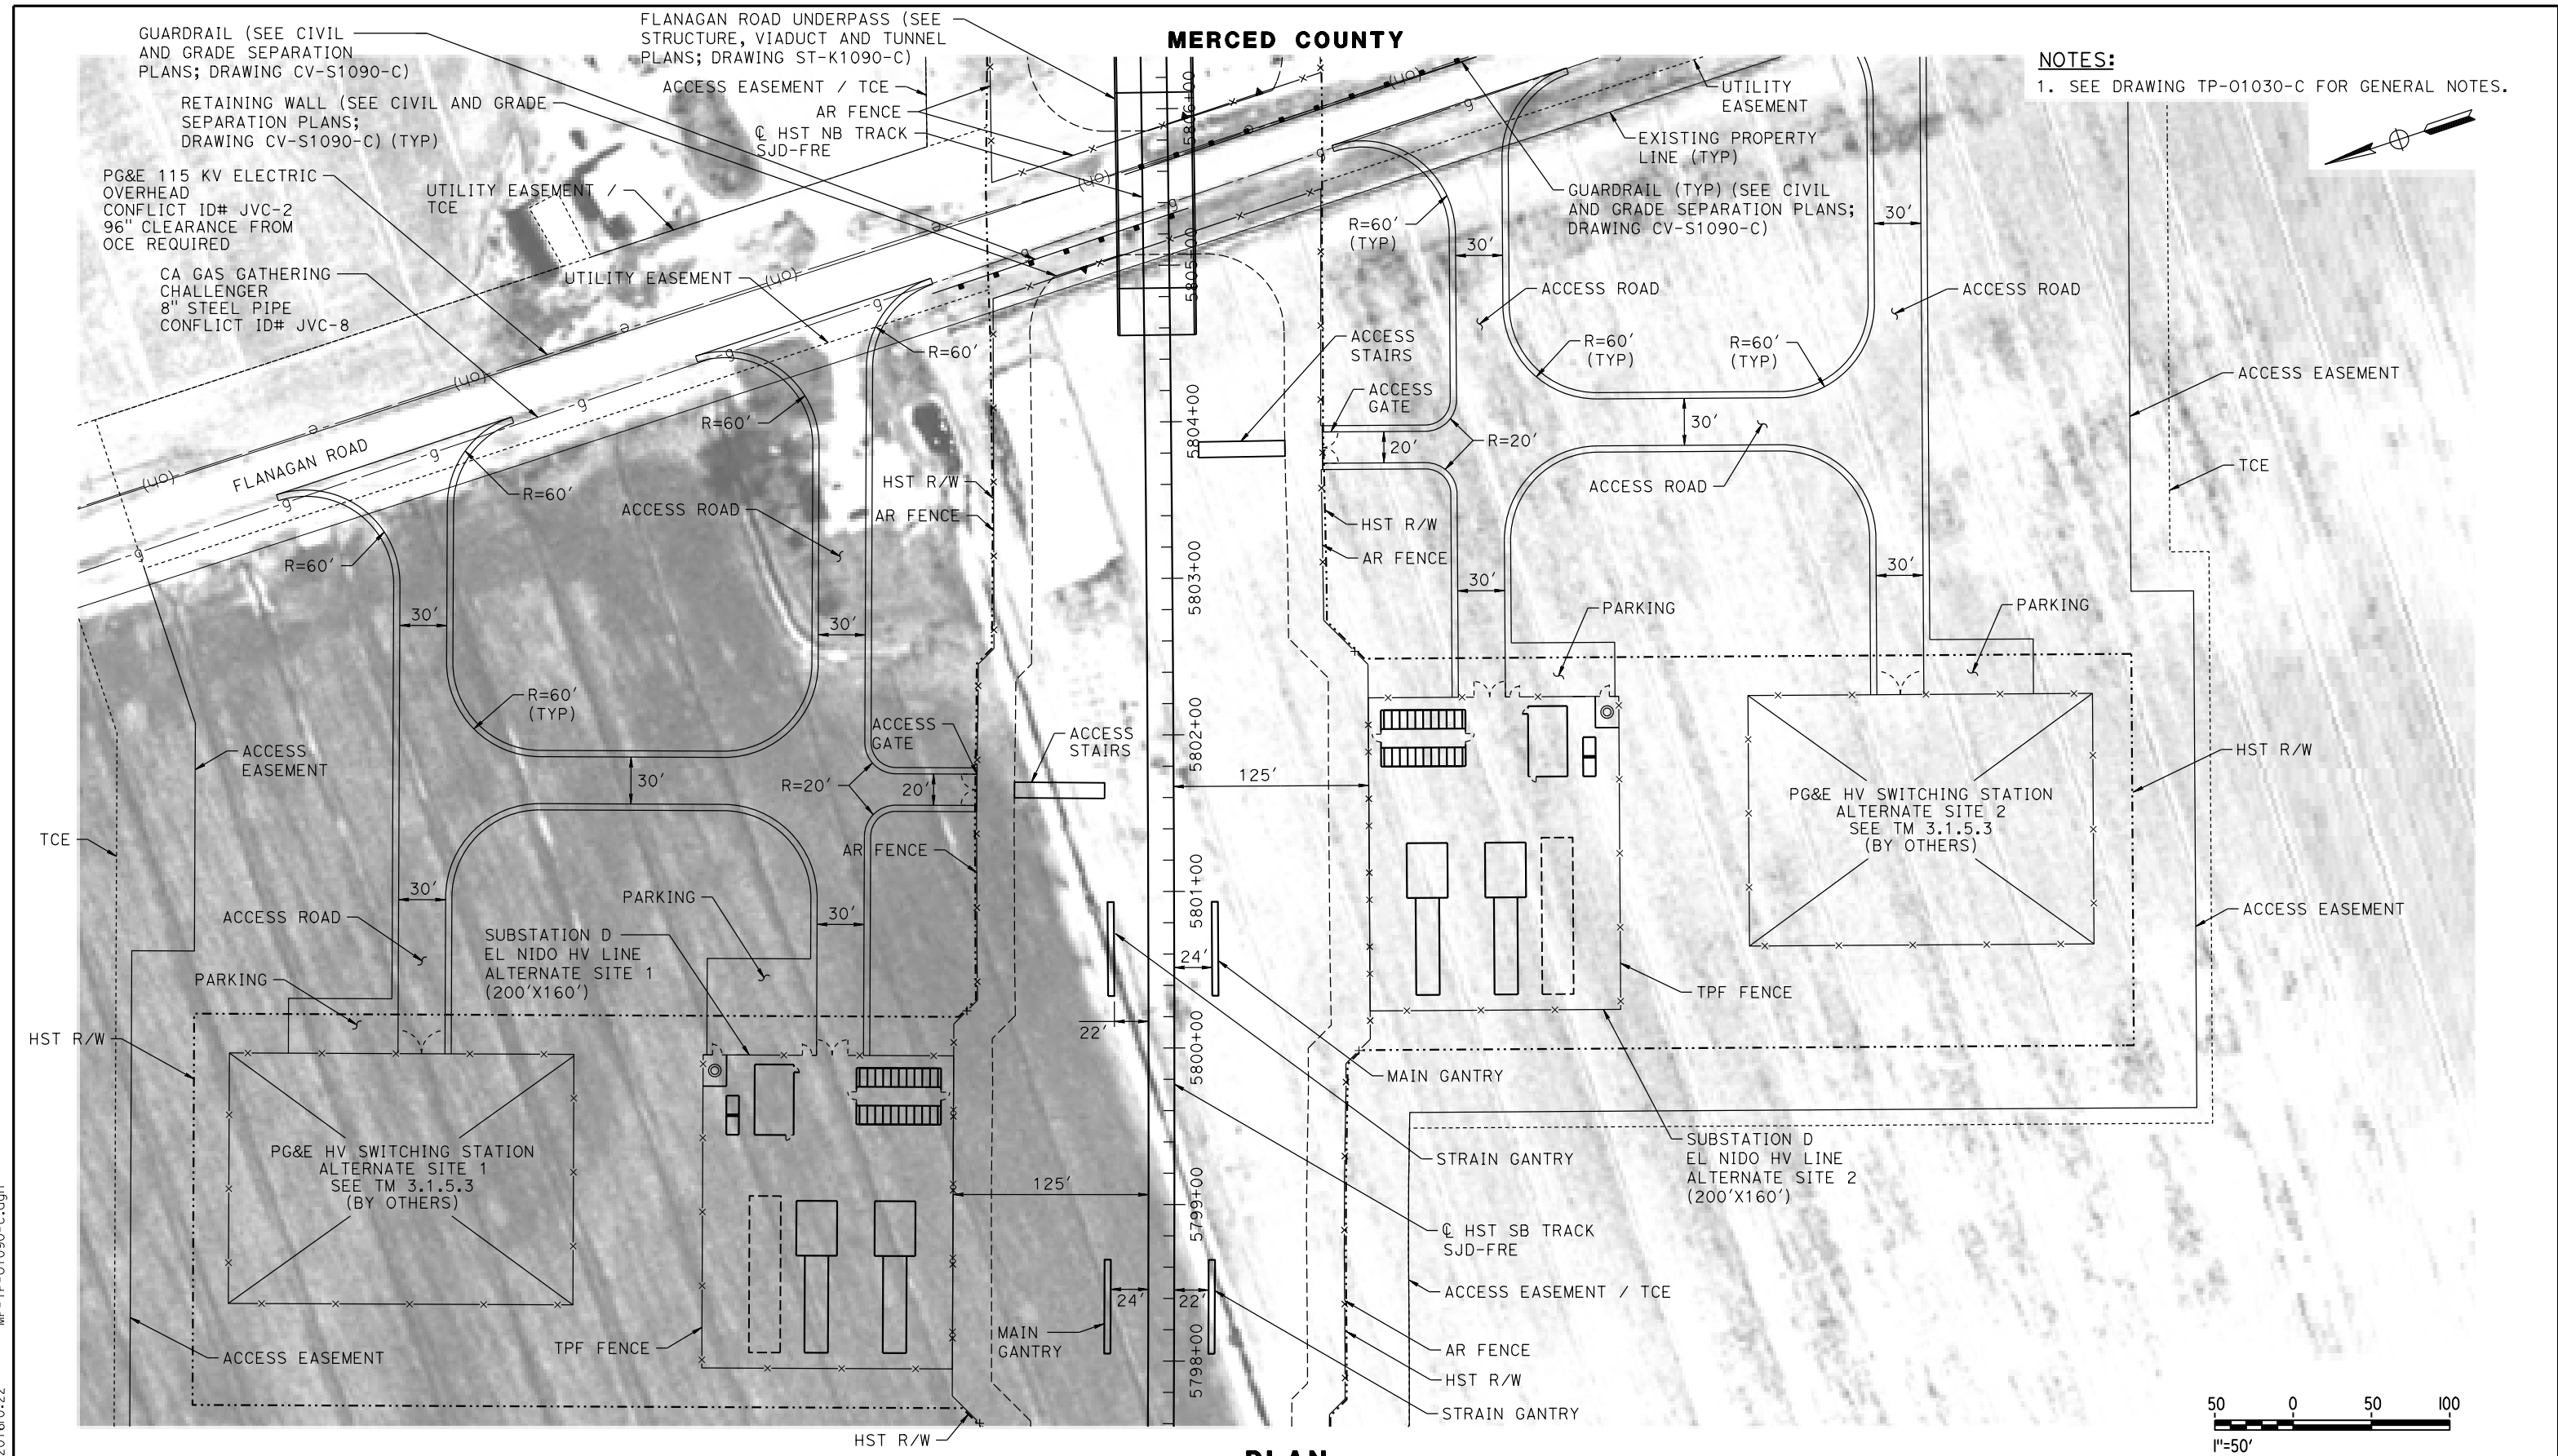 MERCED COUNTY
GUARDRAIL (SEE CIVIL
AND GRADE SEPARATION
PLANS; DRAWING CV-S1090-C)
FLANAGAN ROAD UNDERPASS (SEE
STRUCTURE, VIADUCT AND TUNNEL
PLANS; DRAWING ST-K1090-C)
ACCESS EASEMENT / TCE
AR FENCE
℄ HST NB TRACK
SJD-FRE
RETAINING WALL (SEE CIVIL AND GRADE
SEPARATION PLANS;
DRAWING CV-S1090-C) (TYP)
PG&E 115 KV ELECTRIC
OVERHEAD
CONFLICT ID# JVC-2
96" CLEARANCE FROM
OCE REQUIRED
UTILITY EASEMENT /
TCE
CA GAS GATHERING
CHALLENGER
8" STEEL PIPE
CONFLICT ID# JVC-8
UTILITY EASEMENT
NOTES:
1. SEE DRAWING TP-O1030-C FOR GENERAL NOTES.
UTILITY
EASEMENT
EXISTING PROPERTY
LINE (TYP)
GUARDRAIL (TYP) (SEE CIVIL
AND GRADE SEPARATION PLANS;
DRAWING CV-S1090-C)
R=60'
(TYP)
30'
30'
ACCESS ROAD
ACCESS ROAD
R=60'
(TYP)
R=60'
(TYP)
ACCESS
STAIRS
ACCESS
GATE
20'
R=20'
30'
ACCESS ROAD
ACCESS EASEMENT
TCE
HST R/W
AR FENCE
30'
30'
PARKING
PARKING
HST R/W
5806+00
5805+00
5804+00
5803+00
5802+00
5801+00
5800+00
5799+00
5798+00
FLANAGAN ROAD
(40)
(40)
(40)
(40)
(40)
a
a
a
g
g
g
g
g
g
g
g
g
g
R=60'
R=60'
R=60'
R=60'
ACCESS ROAD
HST R/W
AR FENCE
30'
30'
R=60'
(TYP)
ACCESS
EASEMENT
30'
ACCESS
GATE
ACCESS
STAIRS
R=20'
20'
125'
TCE
AR FENCE
30'
30'
PARKING
ACCESS ROAD
SUBSTATION D
EL NIDO HV LINE
ALTERNATE SITE 1
(200'X160')
PARKING
HST R/W
PG&E HV SWITCHING STATION
ALTERNATE SITE 2
SEE TM 3.1.5.3
(BY OTHERS)
ACCESS EASEMENT
24'
22'
TPF FENCE
MAIN GANTRY
STRAIN GANTRY
SUBSTATION D
EL NIDO HV LINE
ALTERNATE SITE 2
(200'X160')
PG&E HV SWITCHING STATION
ALTERNATE SITE 1
SEE TM 3.1.5.3
(BY OTHERS)
125'
℄ HST SB TRACK
SJD-FRE
ACCESS EASEMENT / TCE
24'
22'
MAIN
GANTRY
TPF FENCE
ACCESS EASEMENT
AR FENCE
HST R/W
STRAIN GANTRY
HST R/W
50 0 50 100
1"=50'
PLAN